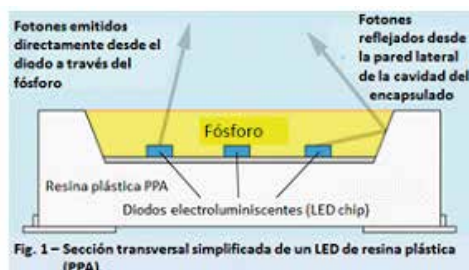 Fotones emitidos
directamente desde el
diodo a través del
fósforo
Fotones
reflejados desde
la pared lateral
de la cavidad del
encapsulado
Fósforo
Resina plástica PPA
Diodos electroluminiscentes (LED chip)
Fig. 1 – Sección transversal simplificada de un LED de resina plástica
(PPA)